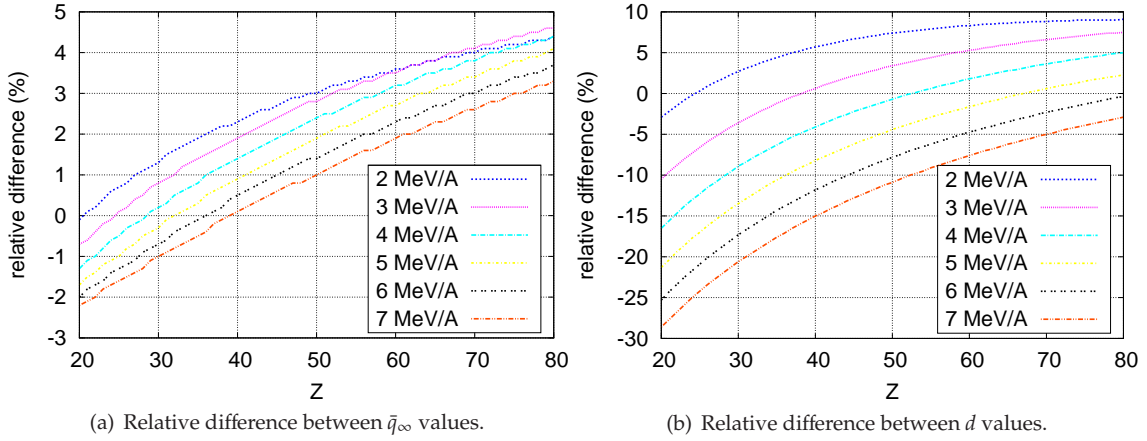 relative difference (%)
5
4
3
2
1
0
-1
-2
-3
2 MeV/A
3 MeV/A
4 MeV/A
5 MeV/A
6 MeV/A
7 MeV/A
20 30 40 50 60 70 80
Z
(a) Relative difference between q̄∞ values.
relative difference (%)
10
5
0
-5
-10
-15
-20
-25
-30
2 MeV/A
3 MeV/A
4 MeV/A
5 MeV/A
6 MeV/A
7 MeV/A
20 30 40 50 60 70 80
Z
(b) Relative difference between d values.